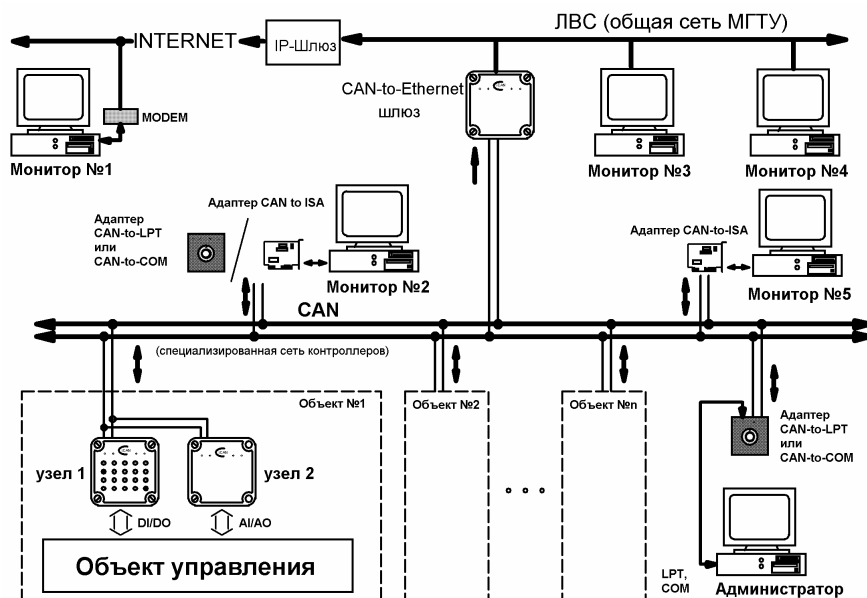 ЛВС (общая сеть МГТУ)
INTERNET
IP-Шлюз
CAN-to-Ethernet
шлюз
MODEM
Монитор №1
Монитор №3
Монитор №4
Адаптер CAN to ISA
Адаптер
CAN-to-LPT
или
CAN-to-COM
Монитор №2
Адаптер CAN-to-ISA
Монитор №5
CAN
(специализированная сеть контроллеров)
Объект №1
Объект №2
Объект №n
Адаптер
CAN-to-LPT
или
CAN-to-COM
узел 1
узел 2
DI/DO
AI/AO
Объект управления
LPT,
COM
Администратор